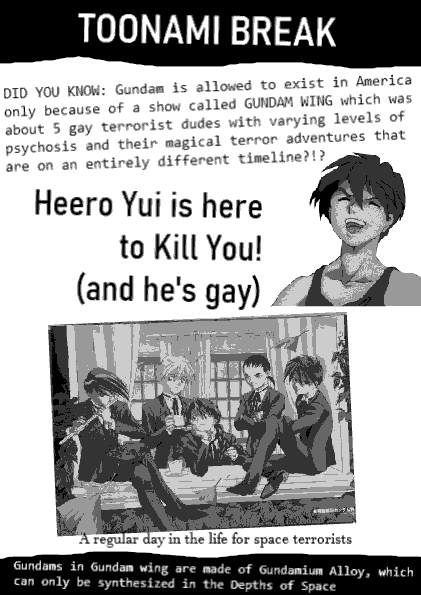 TOONAMI BREAK
DID YOU KNOW: Gundam is allowed to exist in America
only because of a show called GUNDAM WING which was
about 5 gay terrorist dudes with varying levels of
psychosis and their magical terror adventures that
are on an entirely different timeline?!?
Heero Yui is here
to Kill You!
(and he's gay)
A regular day in the life for space terrorists
Gundams in Gundam wing are made of Gundamium Alloy, which
can only be synthesized in the Depths of Space